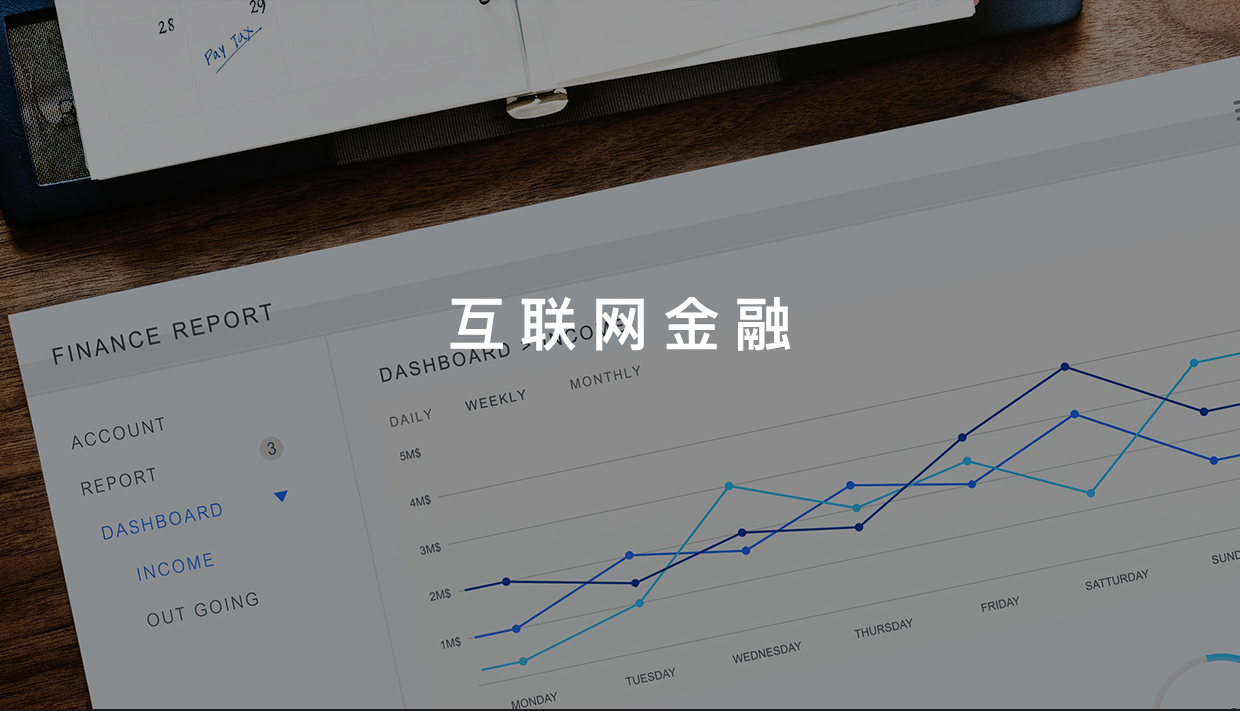 28
29
Pay Tax
互联网金融
FINANCE REPORT
DASHBOARD > INCOME
DAILY WEEKLY MONTHLY
ACCOUNT
REPORT 3
DASHBOARD
INCOME
OUT GOING
5M$
4M$
3M$
2M$
1M$
MONDAY TUESDAY WEDNESDAY THURSDAY FRIDAY SATTURDAY